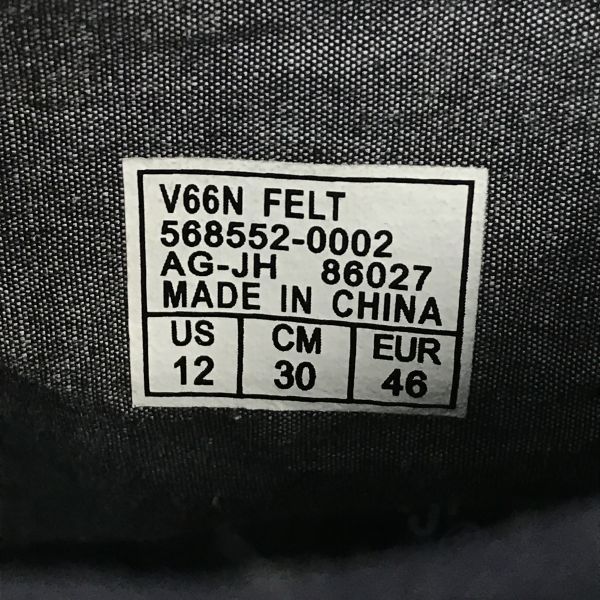 V66N FELT
568552-0002
AG-JH 86027
MADE IN CHINA
US CM EUR
12 30 46